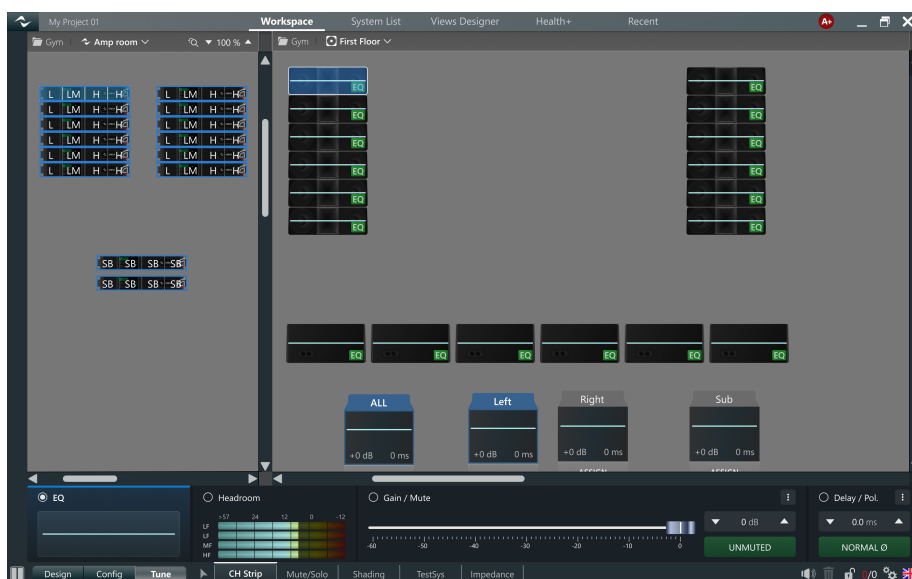 My Project 01 Workspace System List Views Designer Health+ Recent A+
Gym Amp room 100 % Gym First Floor
L LM H H L LM H H EQ EQ
L LM H H L LM H H EQ EQ
L LM H H L LM H H EQ EQ
L LM H H L LM H H EQ EQ
L LM H H L LM H H EQ EQ
L LM H H L LM H H EQ EQ
SB SB SB SB
SB SB SB SB
EQ EQ EQ EQ EQ EQ
ALL Left Right Sub
+0 dB 0 ms +0 dB 0 ms +0 dB 0 ms +0 dB 0 ms
ASSIGN ASSIGN
EQ Headroom Gain / Mute Delay / Pol.
+57 24 12 0 -12
LF
LF
MF
HF
-60 -50 -40 -30 -20 -10 0
0 dB 0.0 ms
UNMUTED NORMAL Ø
Design Config Tune CH Strip Mute/Solo Shading TestSys Impedance 0/0